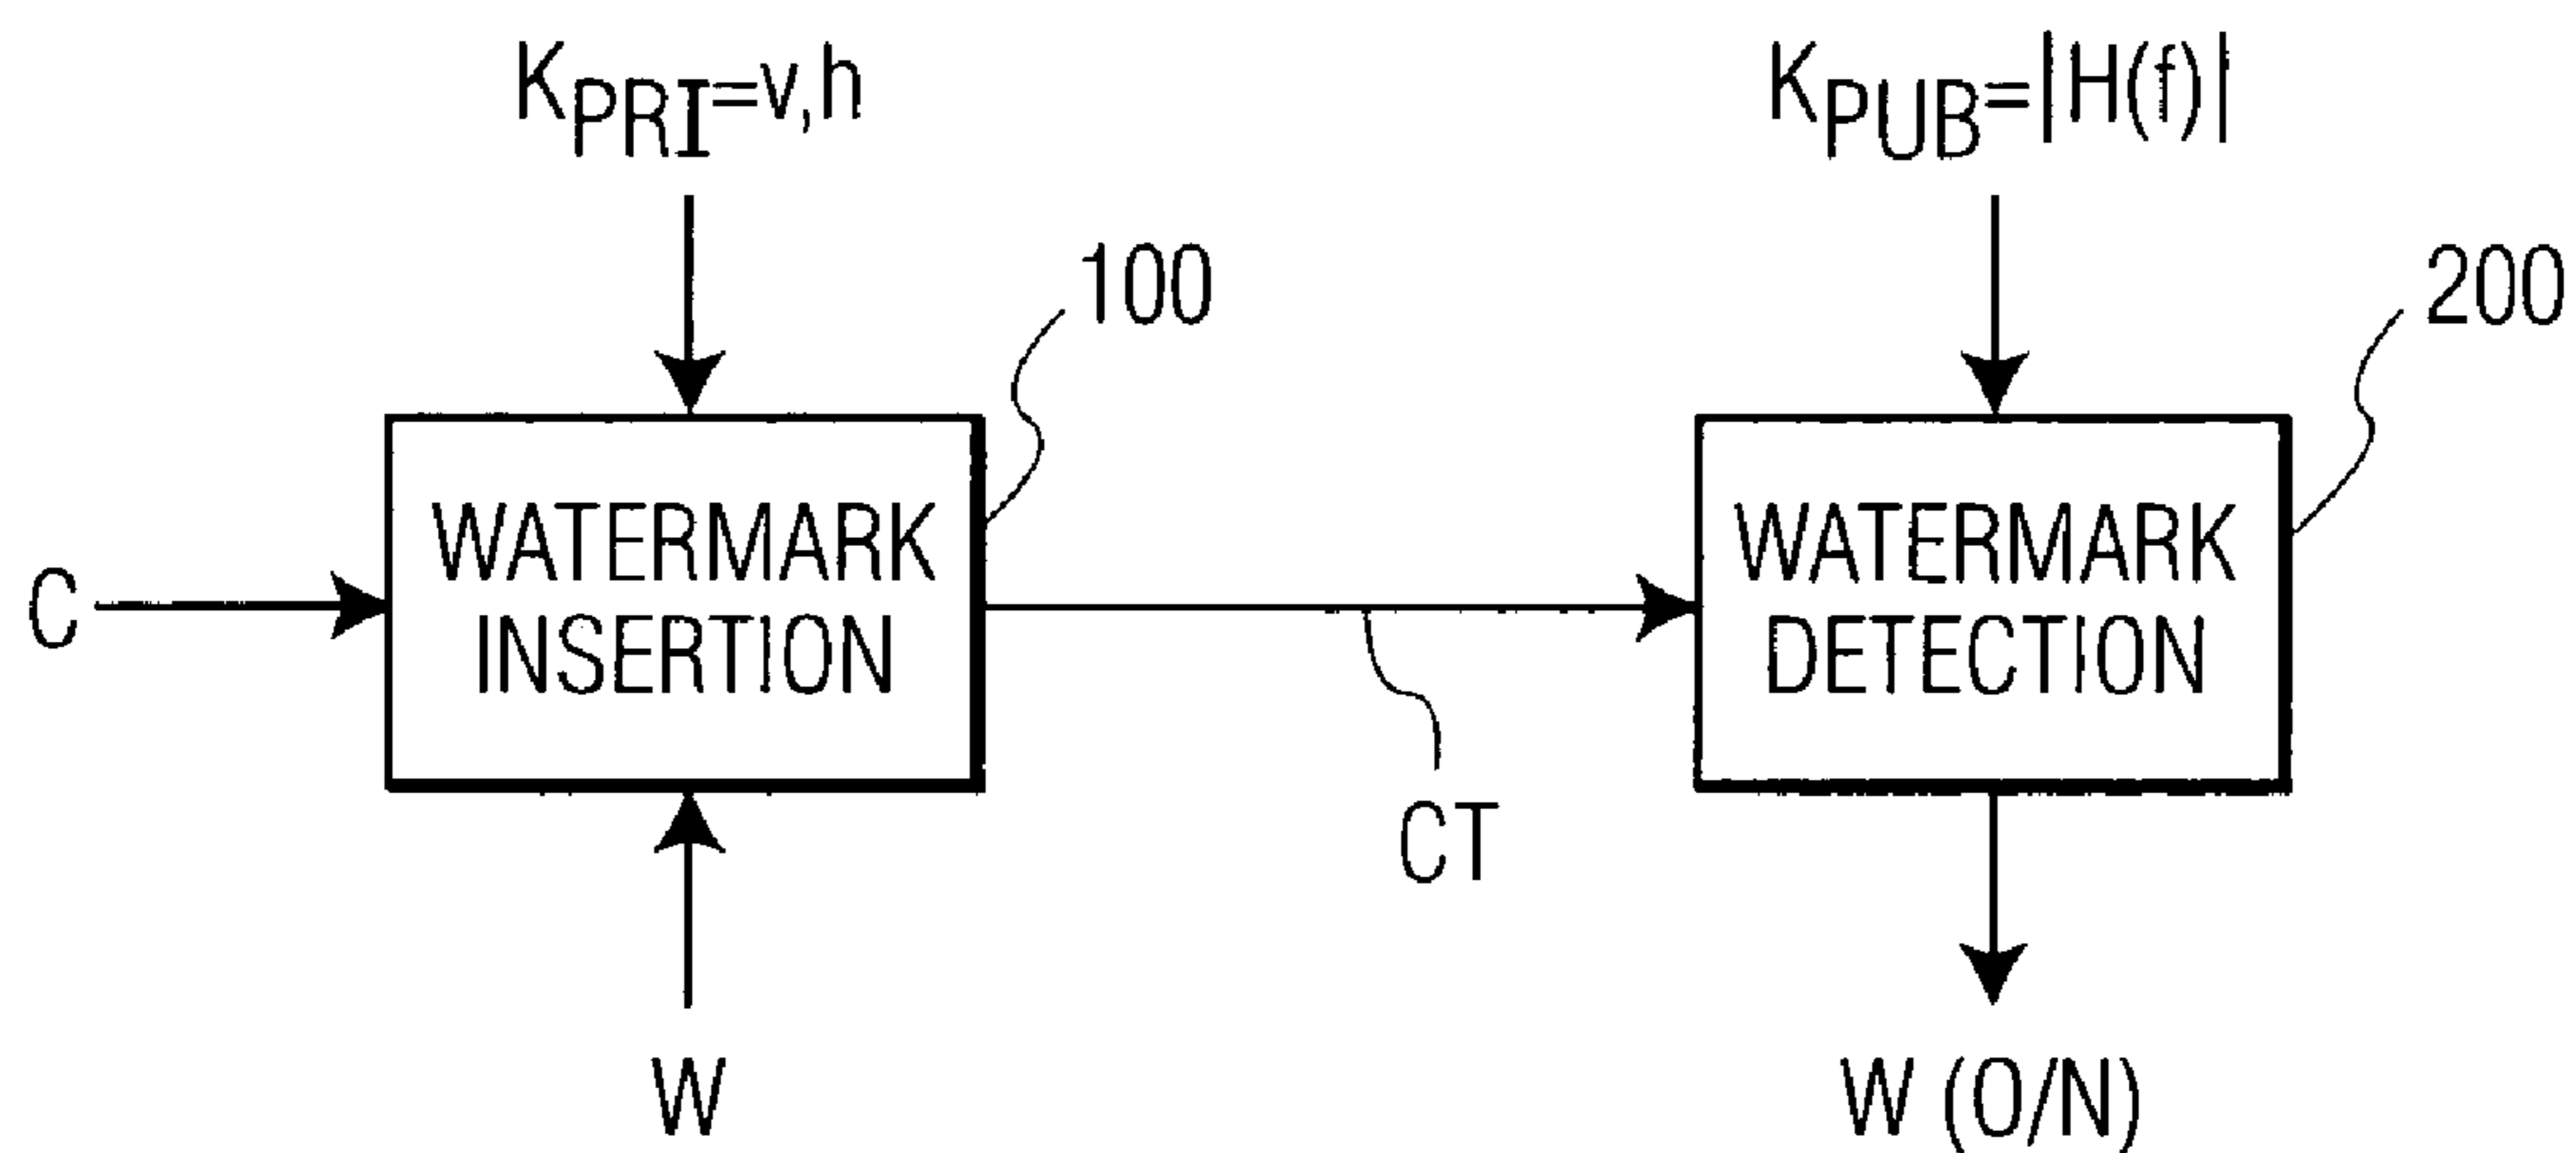 K_PRI=v,h
K_PUB=|H(f)|
100
200
WATERMARK
INSERTION
WATERMARK
DETECTION
C
CT
W
W (O/N)